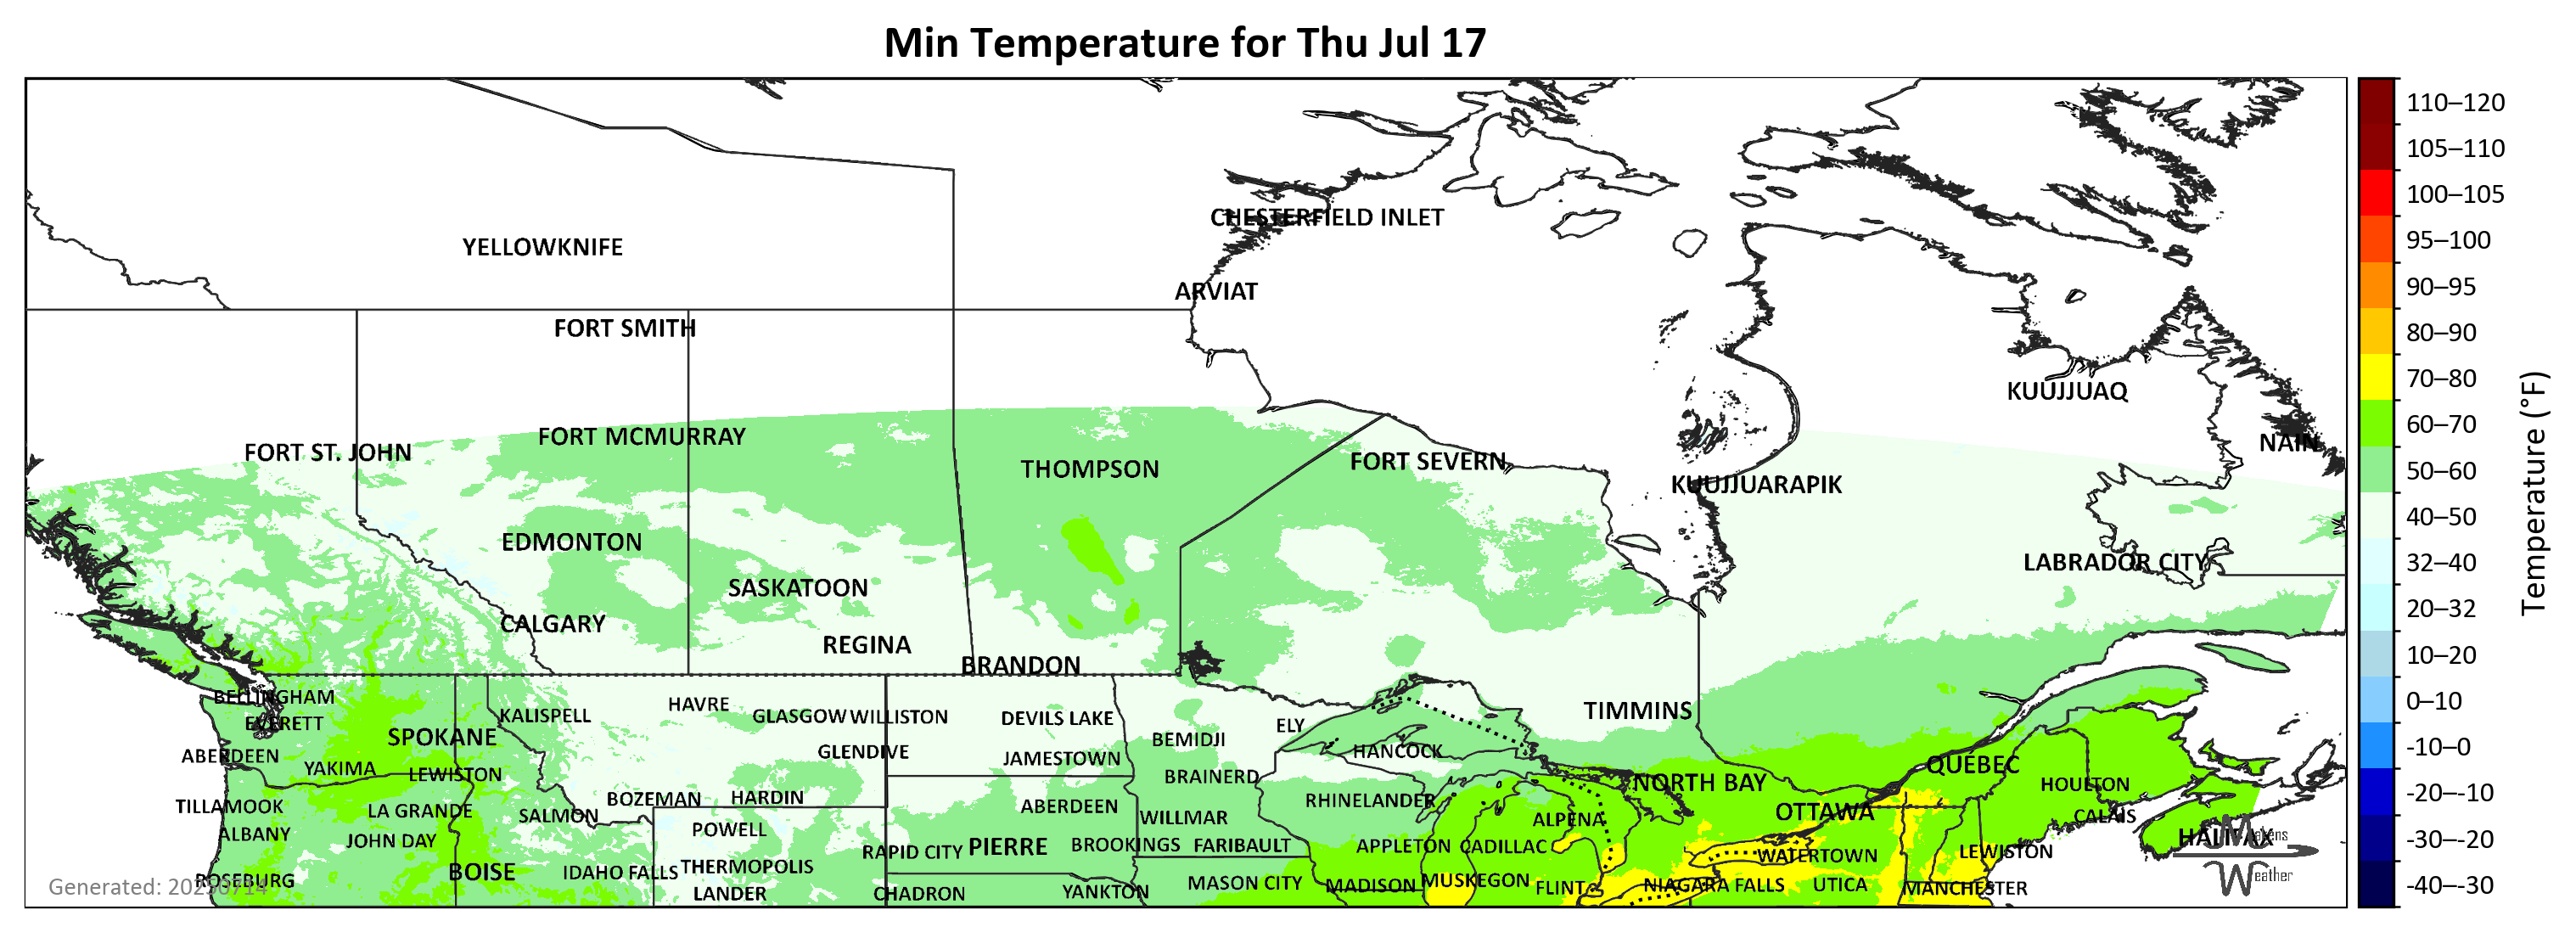 Min Temperature for Thu Jul 17
CHESTERFIELD INLET
YELLOWKNIFE
ARVIAT
FORT SMITH
KUUJJUAQ
FORT MCMURRAY
NAIN
FORT ST. JOHN
FORT SEVERN
THOMPSON
KUUJJUARAPIK
EDMONTON
LABRADOR CITY
SASKATOON
CALGARY
REGINA
BRANDON
BELLINGHAM
HAVRE
TIMMINS
KALISPELL
GLASGOW WILLISTON
DEVILS LAKE
EVERETT
ELY
SPOKANE
BEMIDJI
HANCOCK
ABERDEEN
GLENDIVE
JAMESTOWN
QUEBEC
YAKIMA
LEWISTON
BRAINERD
NORTH BAY
HOULTON
BOZEMAN
HARDIN
RHINELANDER
TILLAMOOK
LA GRANDE
SALMON
ABERDEEN
WILLMAR
ALPENA
OTTAWA
CALAIS
ALBANY
JOHN DAY
POWELL
HALIFAX
Makens
Weather
RAPID CITY
PIERRE
BROOKINGS
FARIBAULT
APPLETON
CADILLAC
WATERTOWN
LEWISTON
BOISE
IDAHO FALLS
THERMOPOLIS
ROSEBURG
MASON CITY
MADISON
MUSKEGON
FLINT
NIAGARA FALLS
UTICA
MANCHESTER
LANDER
CHADRON
YANKTON
Generated: 20250714
110–120
105–110
100–105
95–100
90–95
80–90
70–80
60–70
50–60
40–50
32–40
20–32
10–20
0–10
-10–0
-20–-10
-30–-20
-40–-30
Temperature (°F)